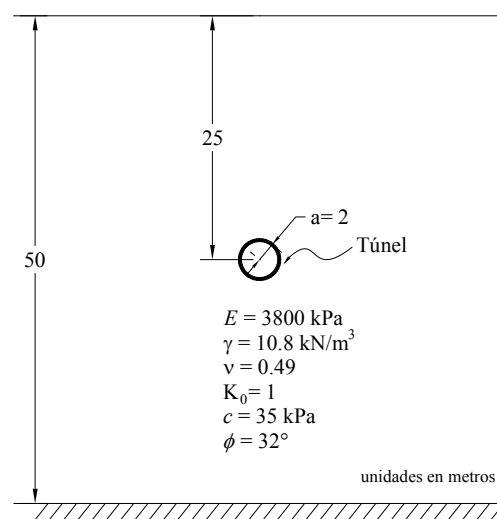 25
a= 2
Túnel
50
E = 3800 kPa
γ = 10.8 kN/m³
ν = 0.49
K₀= 1
c = 35 kPa
ϕ = 32°
unidades en metros